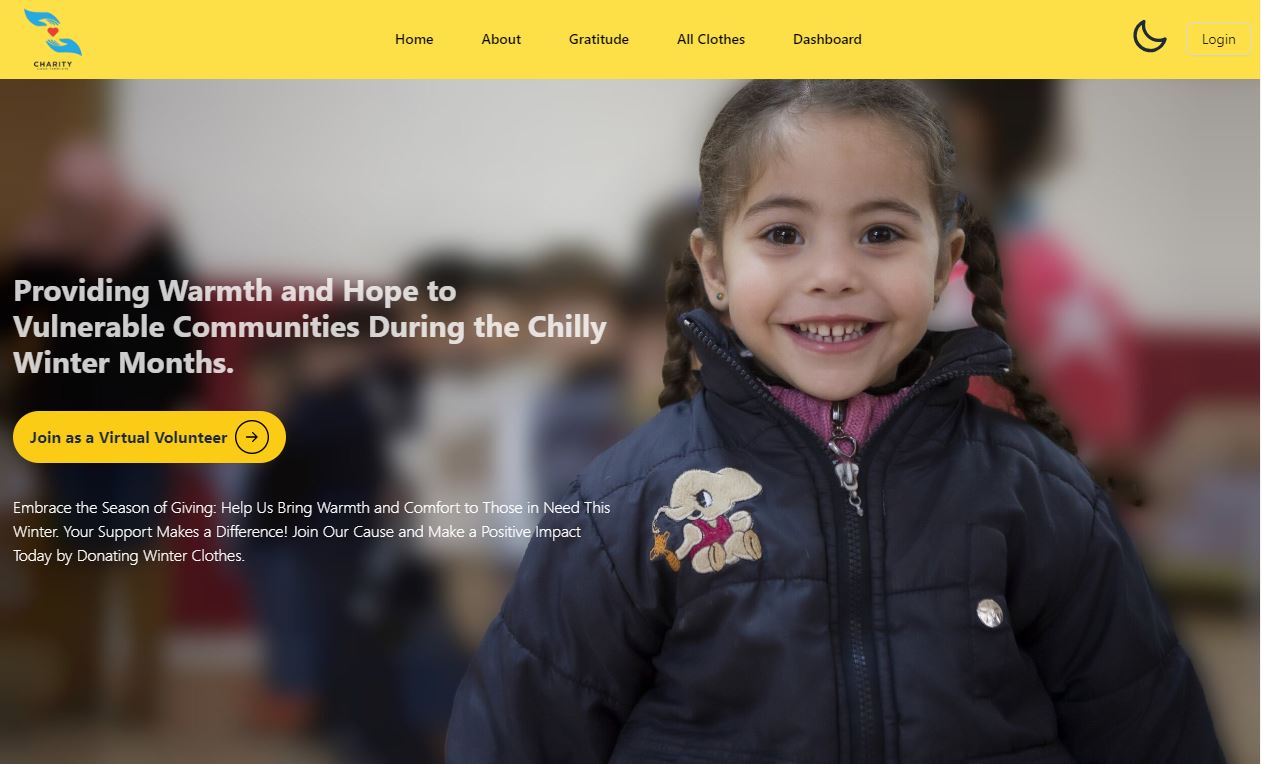 CHARITY
Home
About
Gratitude
All Clothes
Dashboard
Login
Providing Warmth and Hope to
Vulnerable Communities During the Chilly
Winter Months.
Join as a Virtual Volunteer
Embrace the Season of Giving: Help Us Bring Warmth and Comfort to Those in Need This
Winter. Your Support Makes a Difference! Join Our Cause and Make a Positive Impact
Today by Donating Winter Clothes.